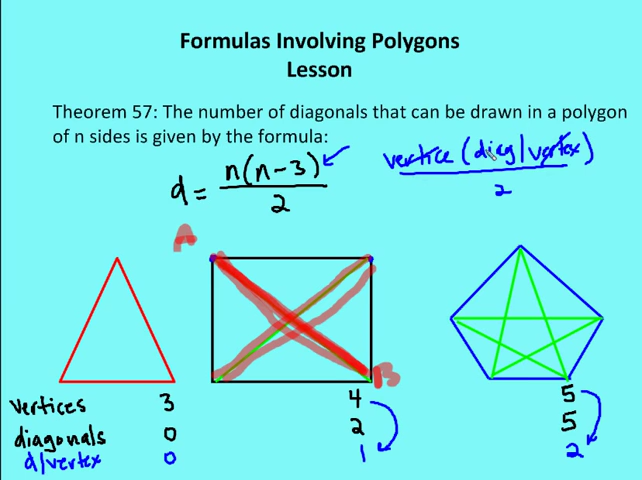 Formulas Involving Polygons
Lesson
Theorem 57: The number of diagonals that can be drawn in a polygon
of n sides is given by the formula:
d = n(n-3)/2
vertice (diag/vertex)
2
A
B
vertices 3 4 5
diagonals 0 2 5
d/vertex 0 1 2